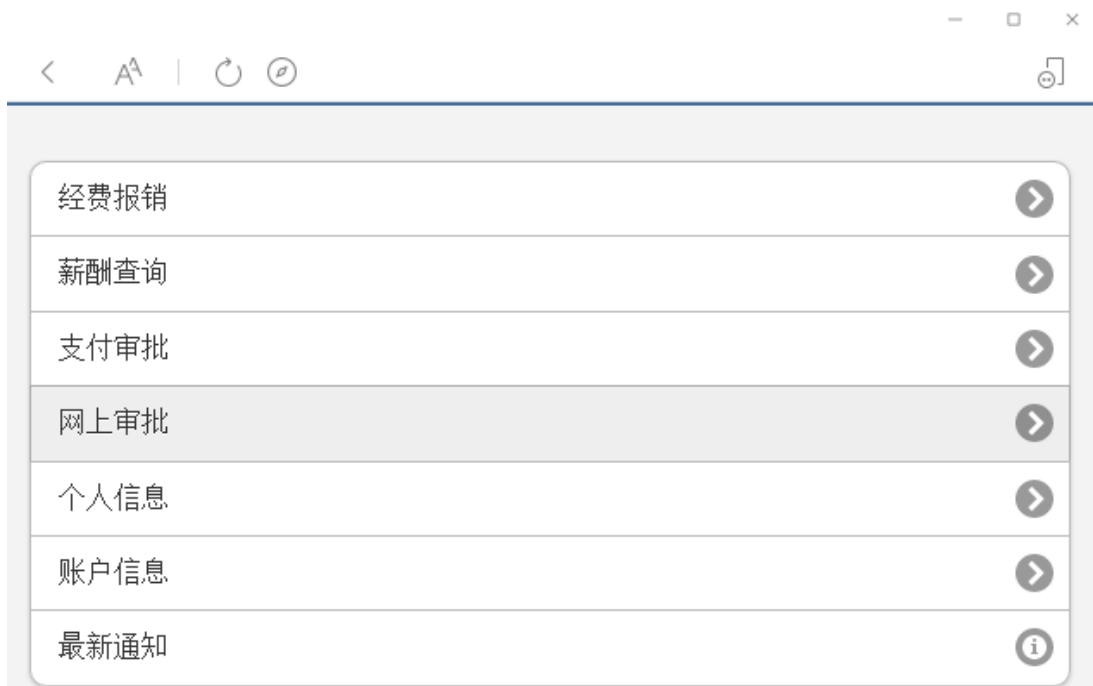 经费报销
薪酬查询
支付审批
网上审批
个人信息
账户信息
最新通知